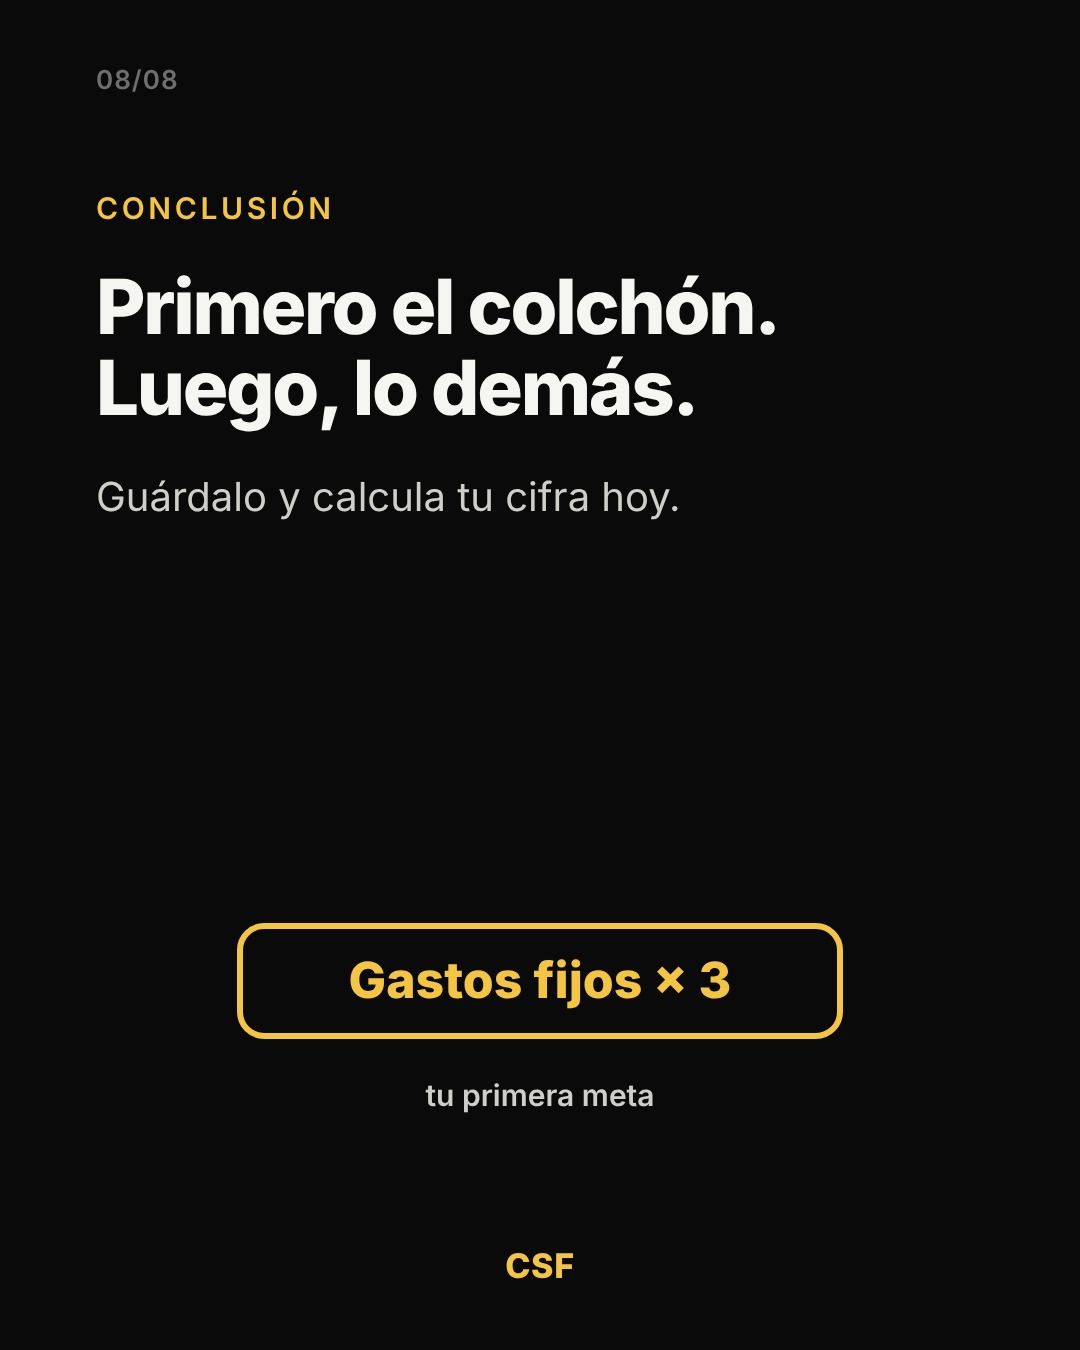 08/08
CONCLUSIÓN
Primero el colchón.
Luego, lo demás.
Guárdalo y calcula tu cifra hoy.
Gastos fijos × 3
tu primera meta
CSF